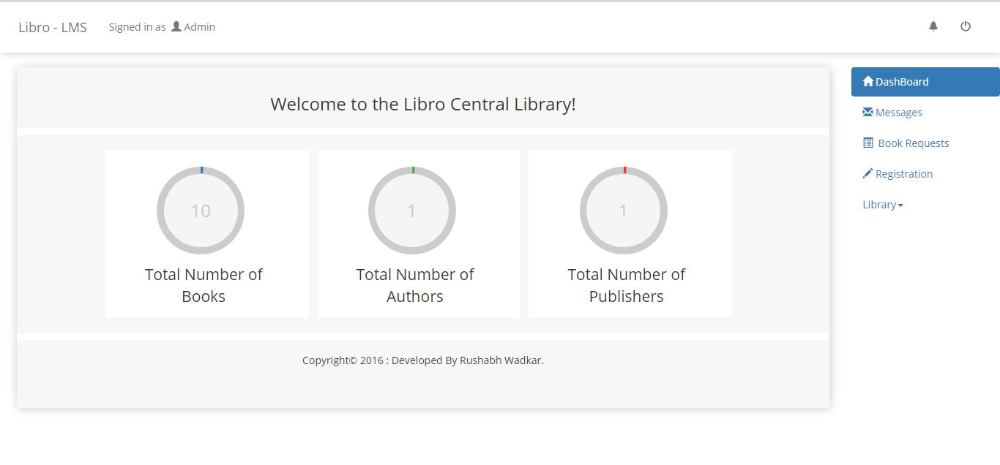 Libro - LMS Signed in as Admin
Welcome to the Libro Central Library!
10
Total Number of
Books
1
Total Number of
Authors
1
Total Number of
Publishers
Copyright© 2016 : Developed By Rushabh Wadkar.
DashBoard
Messages
Book Requests
Registration
Library